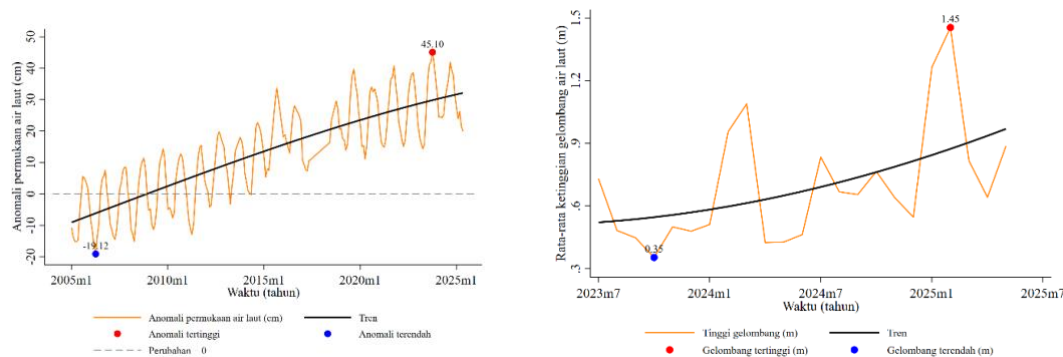 Anomali permukaan air laut (cm)
50
40
30
20
10
0
-10
-20
45.10
-19.12
2005m1 2010m1 2015m1 2020m1 2025m1
Waktu (tahun)
Anomali permukaan air laut (cm) Tren
Anomali tertinggi Anomali terendah
Perubahan 0
Rata-rata ketinggian gelombang air laut (m)
1.5
1.2
.9
.6
.3
1.45
0.35
2023m7 2024m1 2024m7 2025m1 2025m7
Waktu (tahun)
Tinggi gelombang (m) Tren
Gelombang tertinggi (m) Gelombang terendah (m)